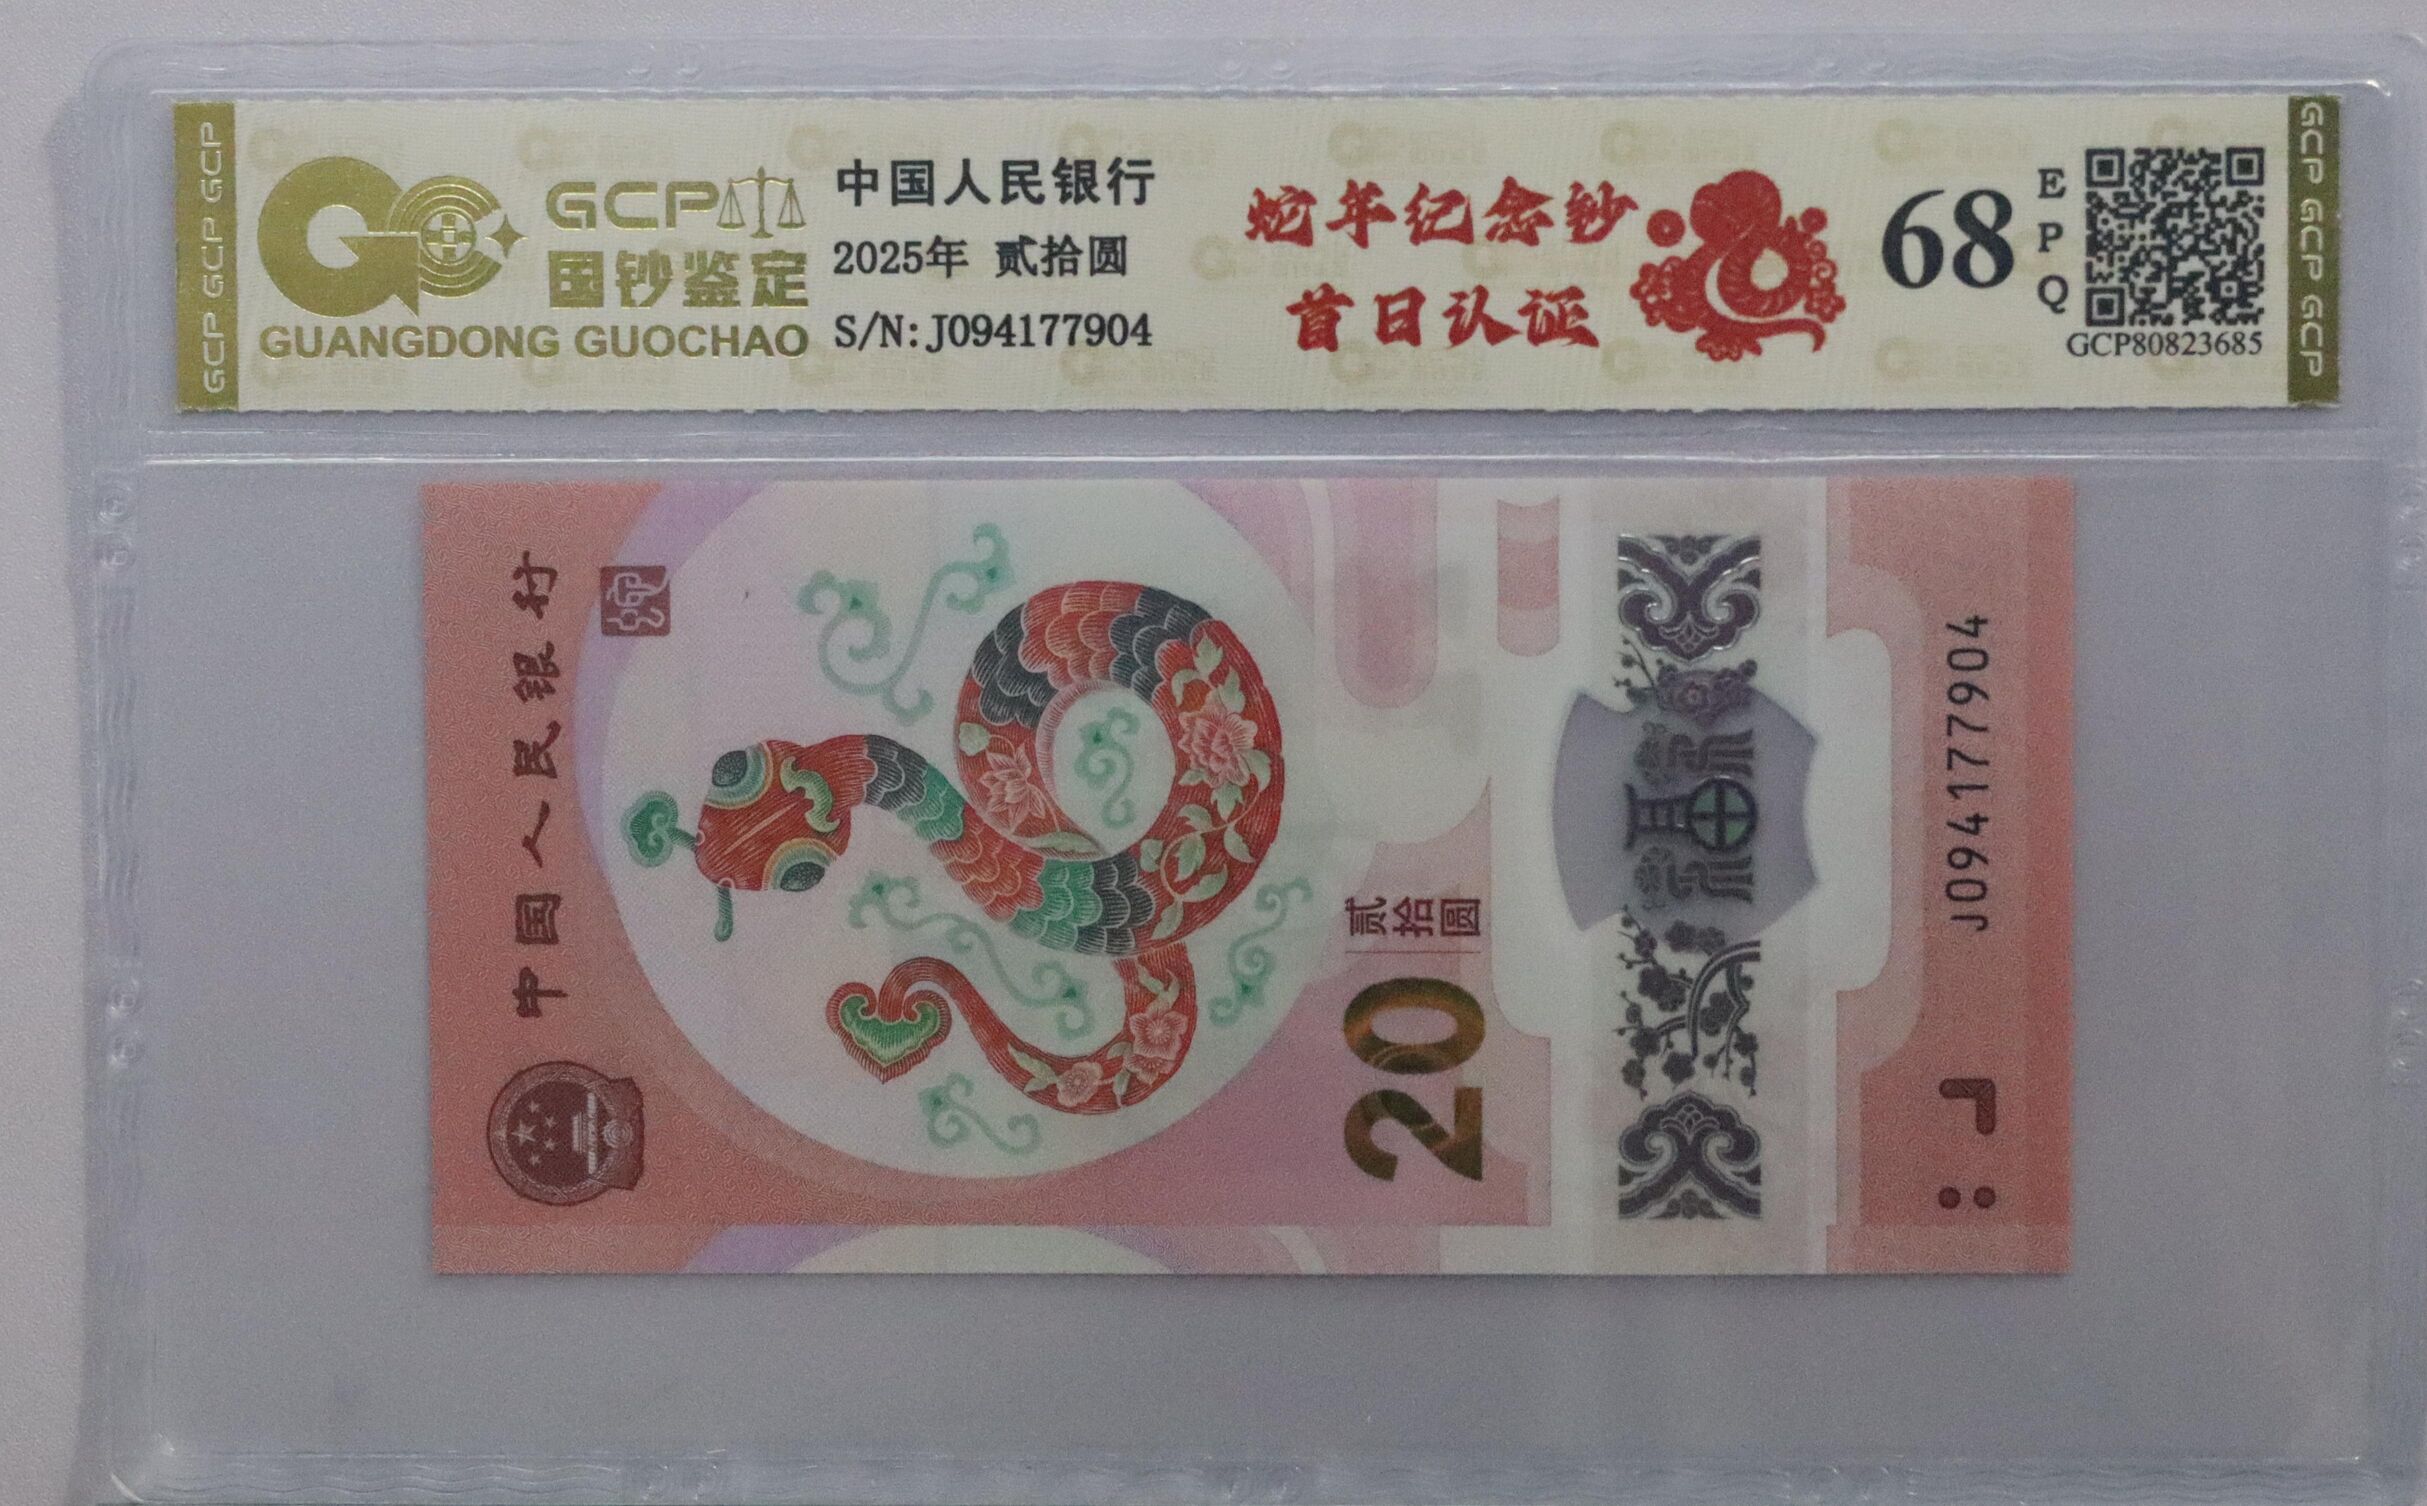 GCP GCP GCP
GCP
国钞鉴定
GUANGDONG GUOCHAO
中国人民银行
2025年 贰拾圆
S/N: J094177904
蛇年纪念钞
首日认证
68
EPQ
GCP80823685
GCP GCP GCP
中国人民银行
贰拾圆
20
福
J094177904